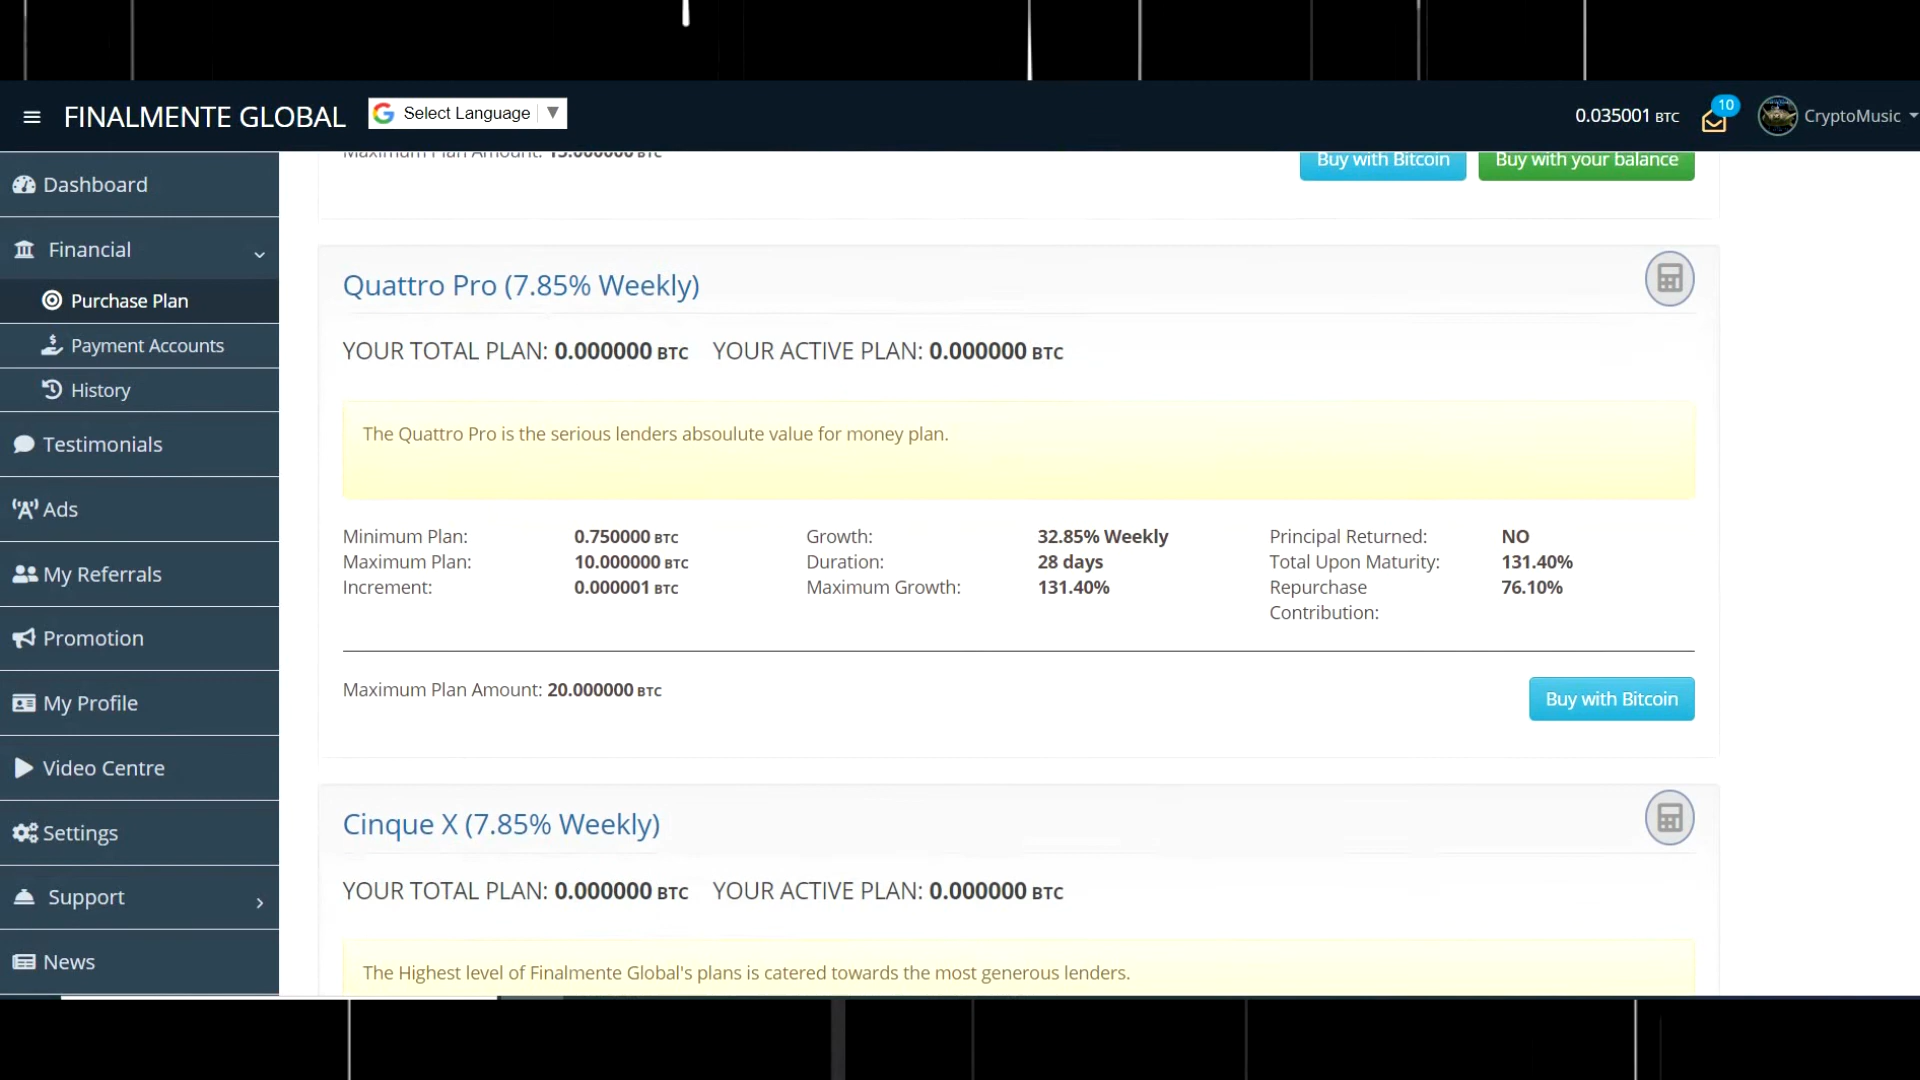 FINALMENTE GLOBAL
Select Language
0.035001 BTC
10
CryptoMusic
Dashboard
Financial
Purchase Plan
Payment Accounts
History
Testimonials
Ads
My Referrals
Promotion
My Profile
Video Centre
Settings
Support
News
Maximum Plan Amount: 15.000000 BTC
Buy with Bitcoin
Buy with your balance
Quattro Pro (7.85% Weekly)
YOUR TOTAL PLAN: 0.000000 BTC YOUR ACTIVE PLAN: 0.000000 BTC
The Quattro Pro is the serious lenders absoulute value for money plan.
Minimum Plan: 0.750000 BTC Growth: 32.85% Weekly Principal Returned: NO
Maximum Plan: 10.000000 BTC Duration: 28 days Total Upon Maturity: 131.40%
Increment: 0.000001 BTC Maximum Growth: 131.40% Repurchase 76.10%
Contribution:
Maximum Plan Amount: 20.000000 BTC
Buy with Bitcoin
Cinque X (7.85% Weekly)
YOUR TOTAL PLAN: 0.000000 BTC YOUR ACTIVE PLAN: 0.000000 BTC
The Highest level of Finalmente Global's plans is catered towards the most generous lenders.